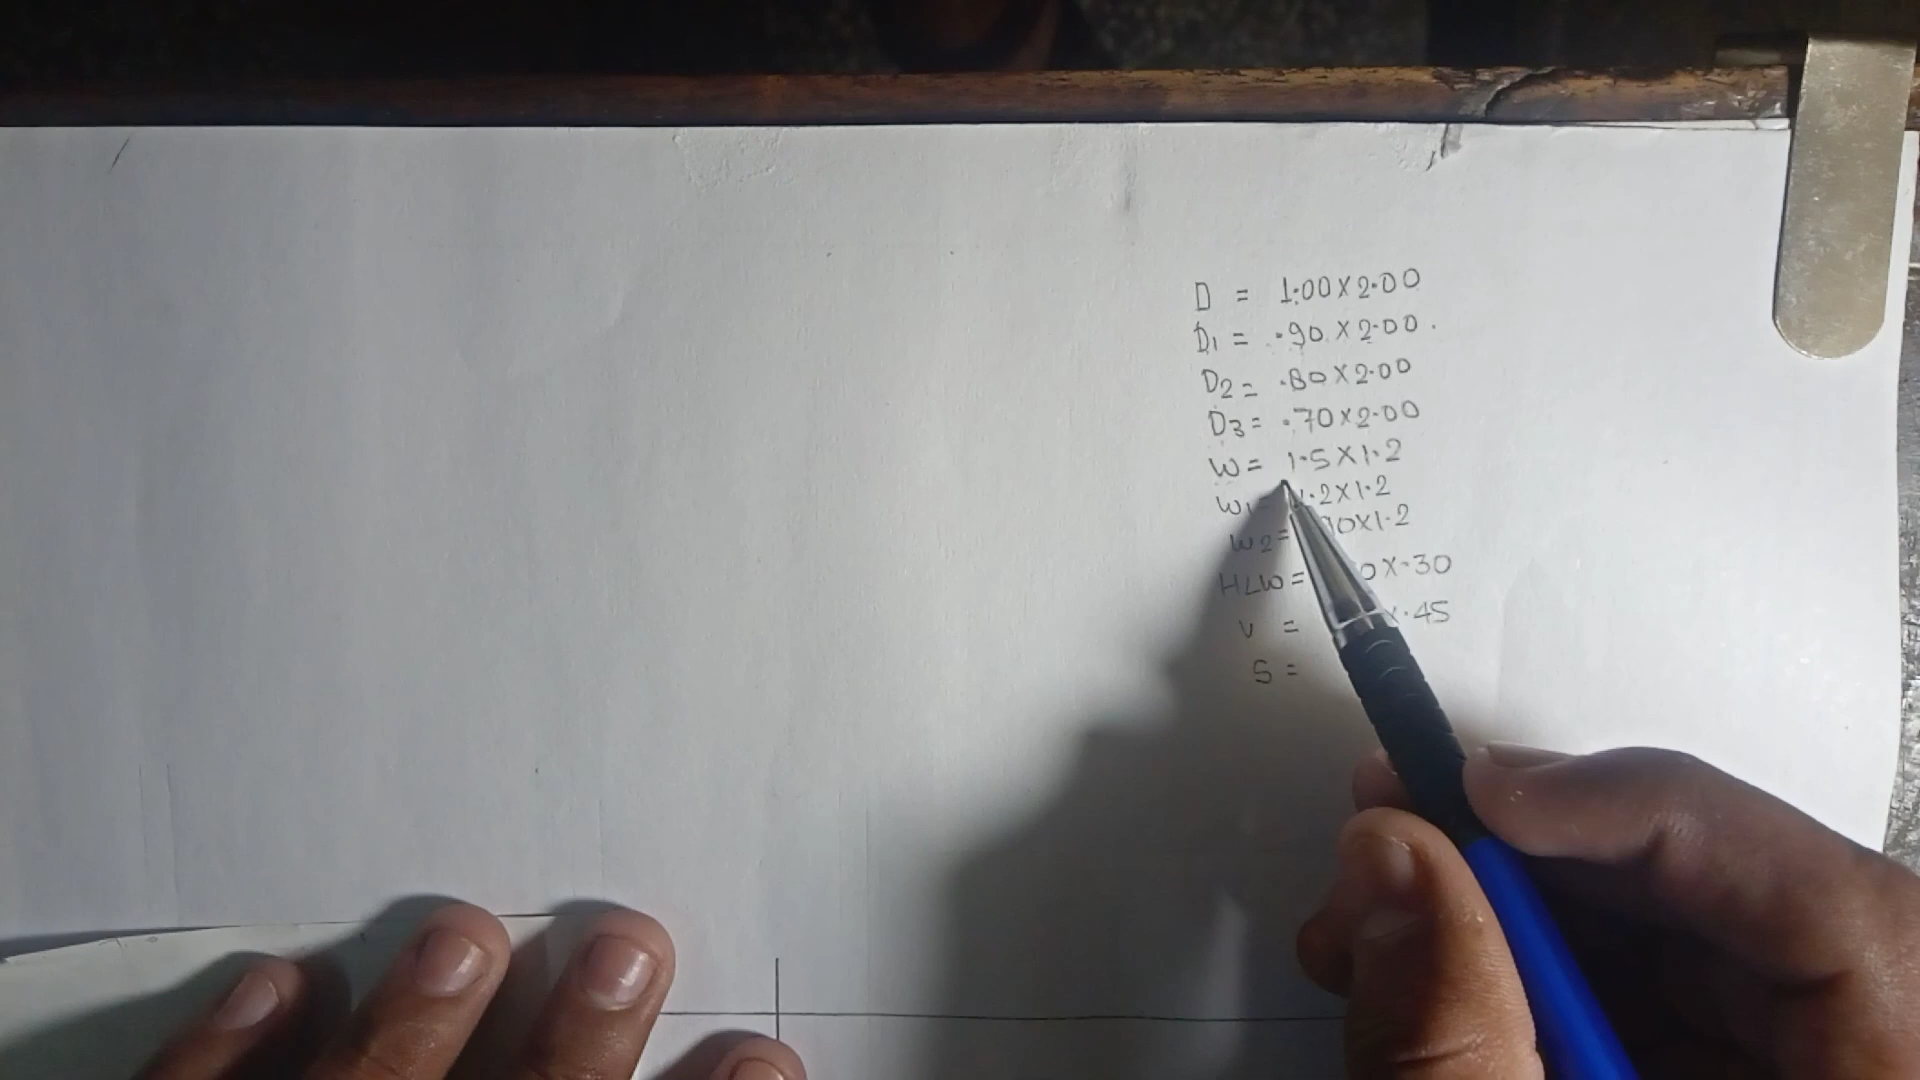 D = 1.00 X 2.00
D1 = .90 X 2.00.
D2 = .80 X 2.00
D3 = .70 X 2.00
W = 1.5 X 1.2
W1 .2 X 1.2
W2 = 90 X 1.2
HLW = 0 X .30
V = X .45
S =